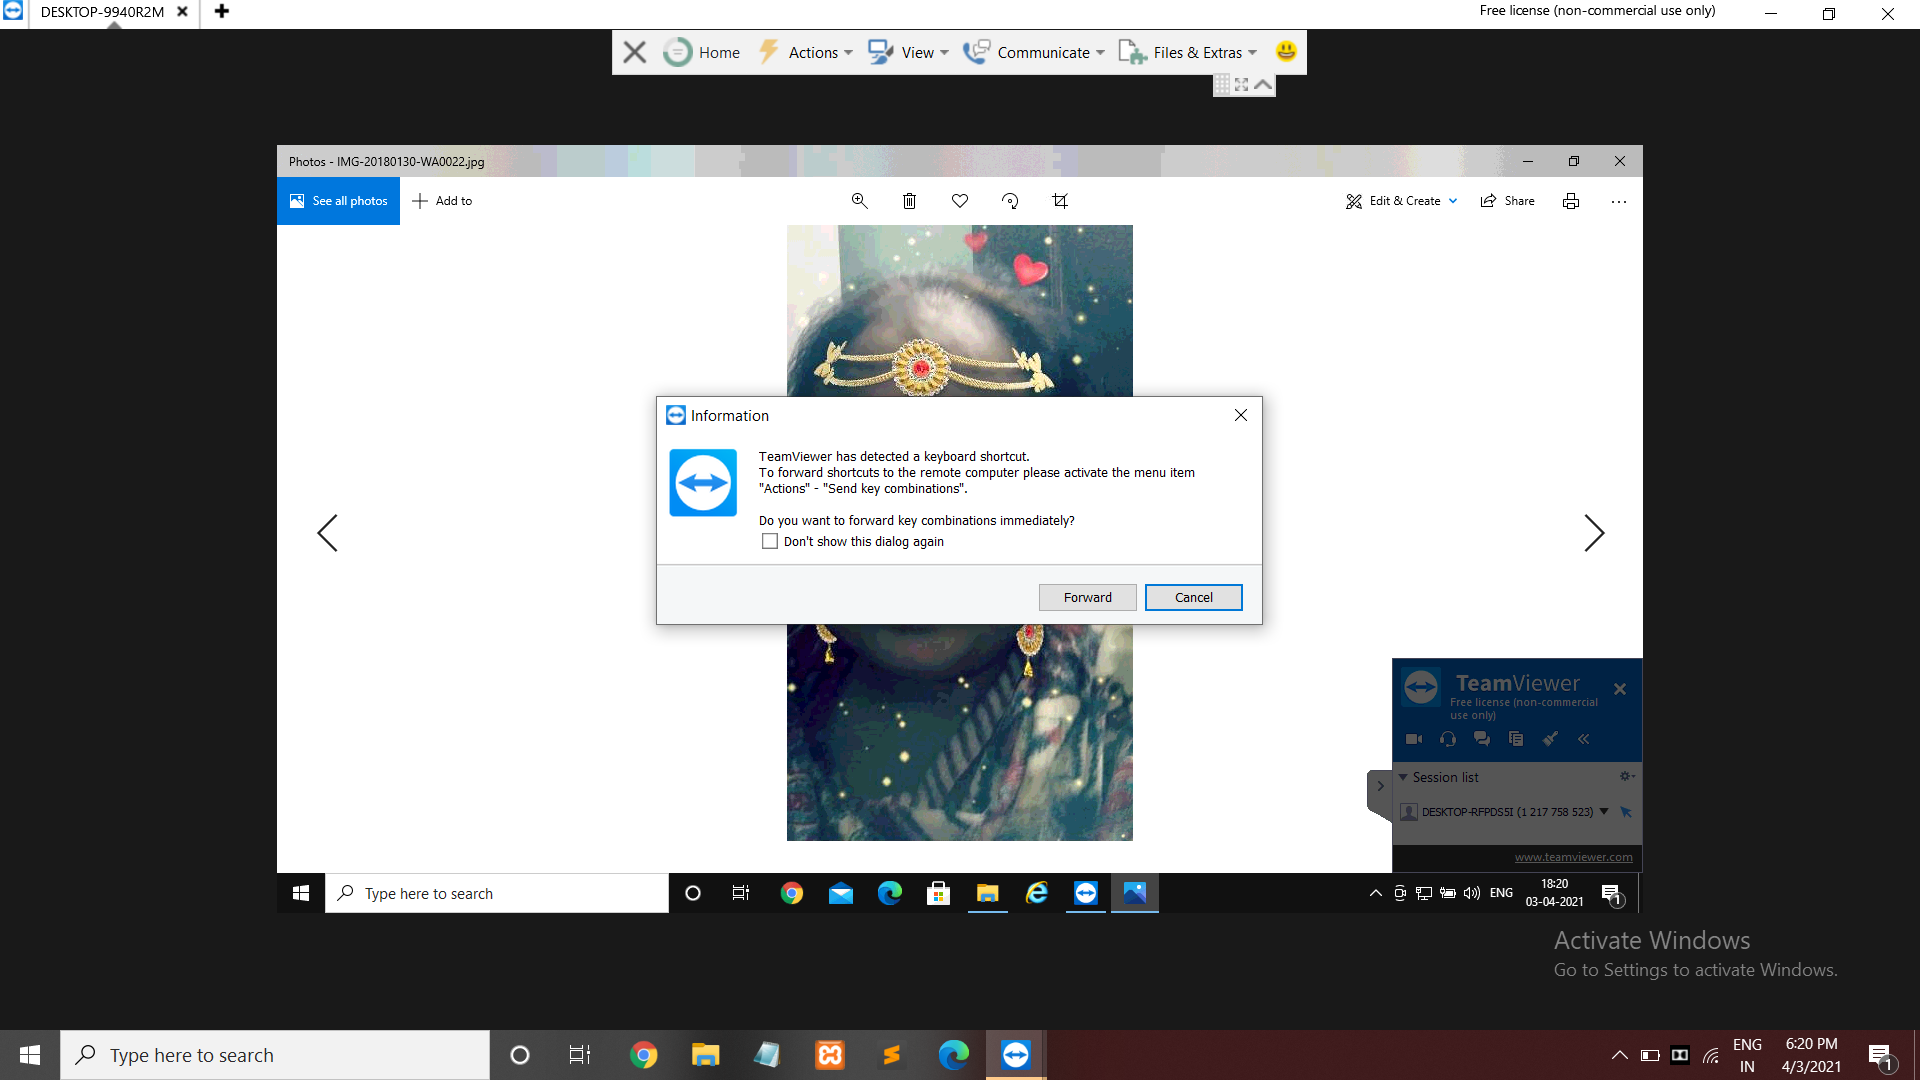 DESKTOP-9940R2M
Free license (non-commercial use only)
Home
Actions
View
Communicate
Files & Extras
Photos - IMG-20180130-WA0022.jpg
See all photos
Add to
Edit & Create
Share
Information
TeamViewer has detected a keyboard shortcut.
To forward shortcuts to the remote computer please activate the menu item
"Actions" - "Send key combinations".
Do you want to forward key combinations immediately?
Don't show this dialog again
Forward
Cancel
TeamViewer
Free license (non-commercial
use only)
Session list
DESKTOP-RFPDS5I (1 217 758 523)
www.teamviewer.com
Type here to search
ENG
18:20
03-04-2021
1
Activate Windows
Go to Settings to activate Windows.
Type here to search
ENG
IN
6:20 PM
4/3/2021
1